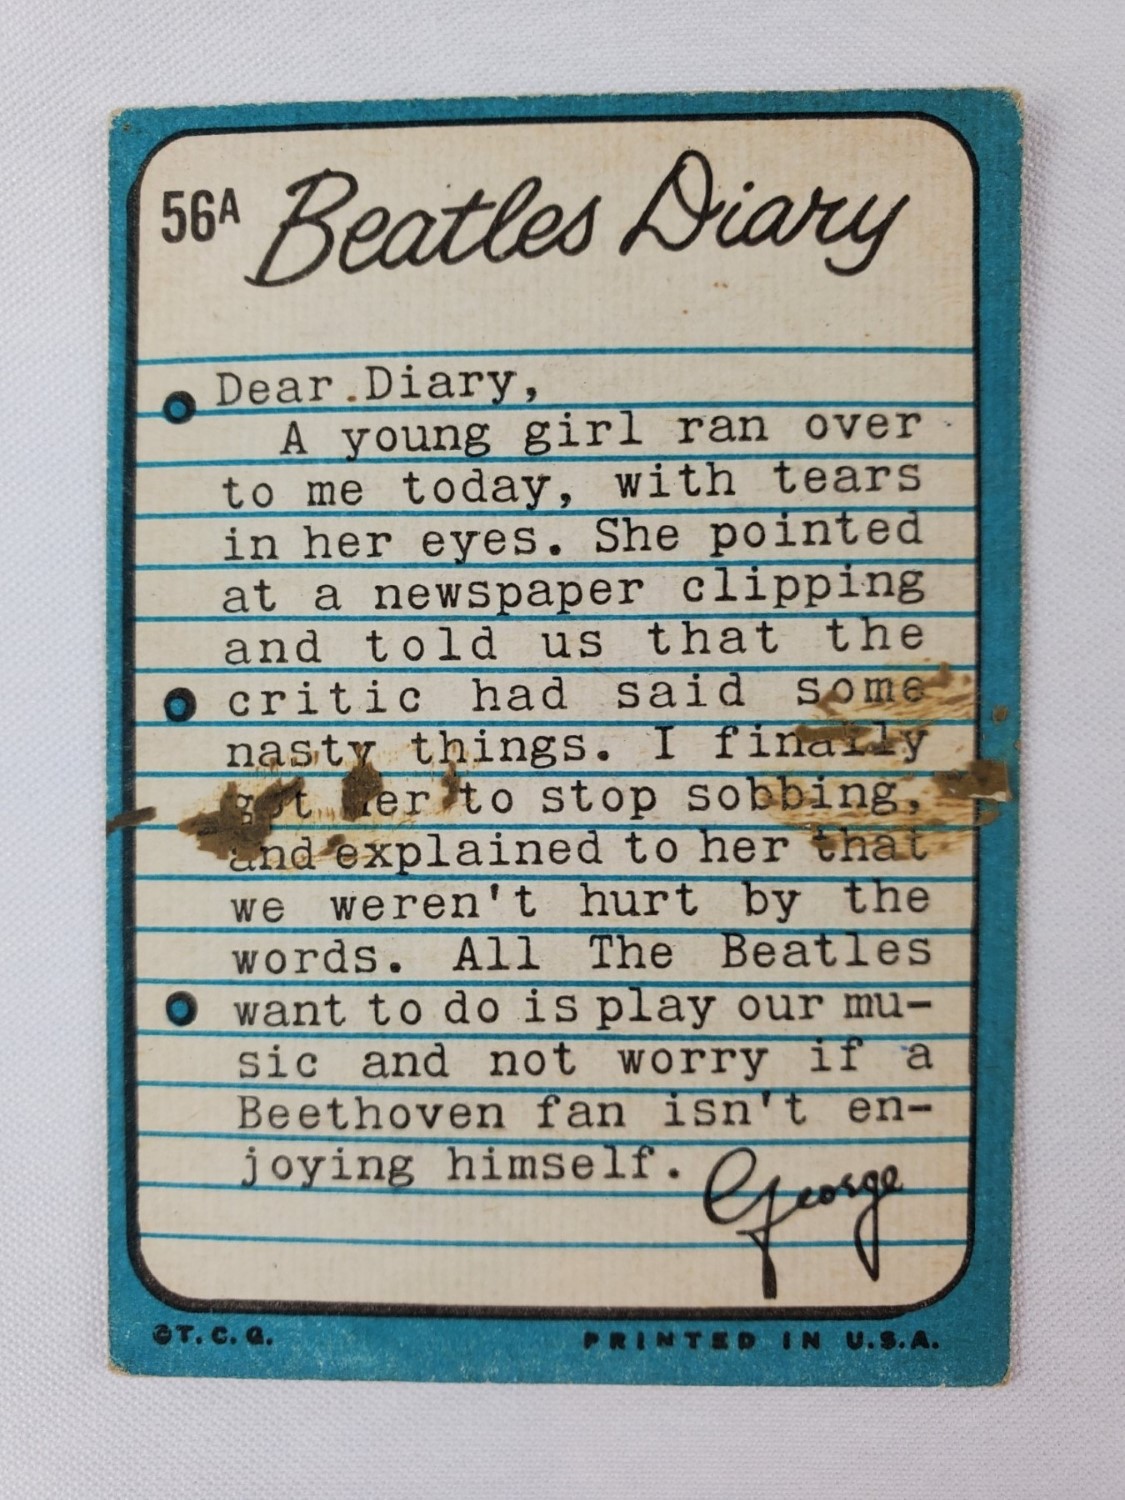 56A Beatles Diary
Dear Diary,
A young girl ran over
to me today, with tears
in her eyes. She pointed
at a newspaper clipping
and told us that the
critic had said some
nasty things. I finally
got her to stop sobbing,
and explained to her that
we weren't hurt by the
words. All The Beatles
want to do is play our mu-
sic and not worry if a
Beethoven fan isn't en-
joying himself.
George
©T.C.G. PRINTED IN U.S.A.